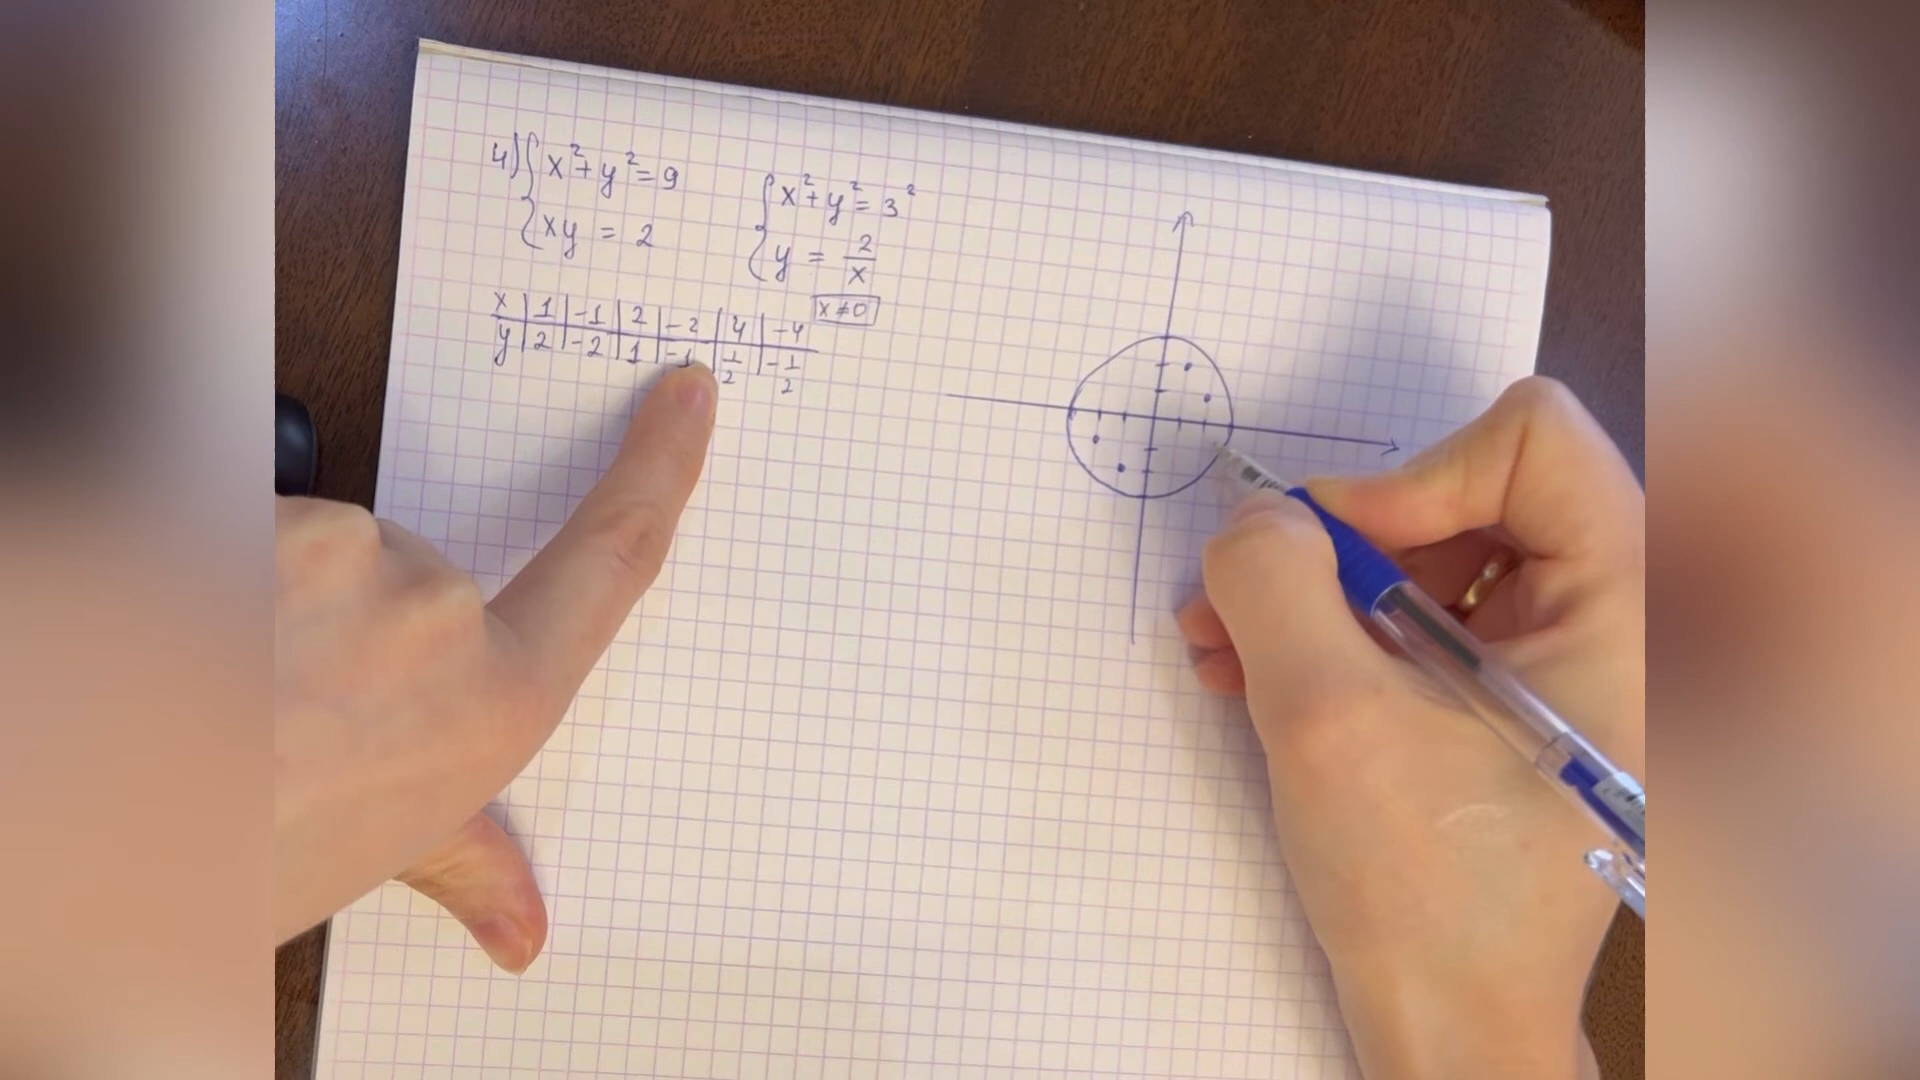 4) { x² + y² = 9
xy = 2
{ x² + y² = 3²
y = 2/x
x ≠ 0
x | 1 | -1 | 2 | -2 | 4 | -4
y | 2 | -2 | 1 | -1 | 1/2 | -1/2